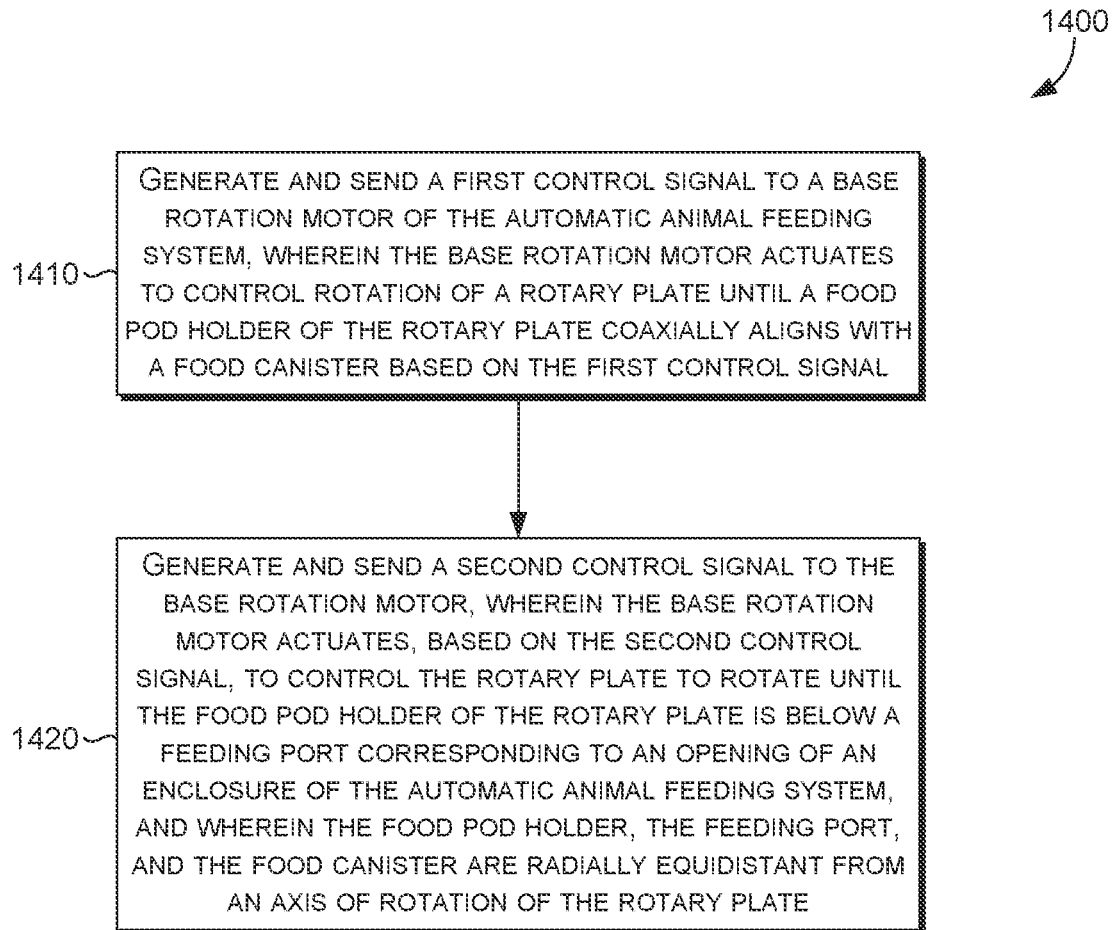 1400
GENERATE AND SEND A FIRST CONTROL SIGNAL TO A BASE
ROTATION MOTOR OF THE AUTOMATIC ANIMAL FEEDING
SYSTEM, WHEREIN THE BASE ROTATION MOTOR ACTUATES
1410
TO CONTROL ROTATION OF A ROTARY PLATE UNTIL A FOOD
POD HOLDER OF THE ROTARY PLATE COAXIALLY ALIGNS WITH
A FOOD CANISTER BASED ON THE FIRST CONTROL SIGNAL
GENERATE AND SEND A SECOND CONTROL SIGNAL TO THE
BASE ROTATION MOTOR, WHEREIN THE BASE ROTATION
MOTOR ACTUATES, BASED ON THE SECOND CONTROL
SIGNAL, TO CONTROL THE ROTARY PLATE TO ROTATE UNTIL
THE FOOD POD HOLDER OF THE ROTARY PLATE IS BELOW A
1420
FEEDING PORT CORRESPONDING TO AN OPENING OF AN
ENCLOSURE OF THE AUTOMATIC ANIMAL FEEDING SYSTEM,
AND WHEREIN THE FOOD POD HOLDER, THE FEEDING PORT,
AND THE FOOD CANISTER ARE RADIALLY EQUIDISTANT FROM
AN AXIS OF ROTATION OF THE ROTARY PLATE